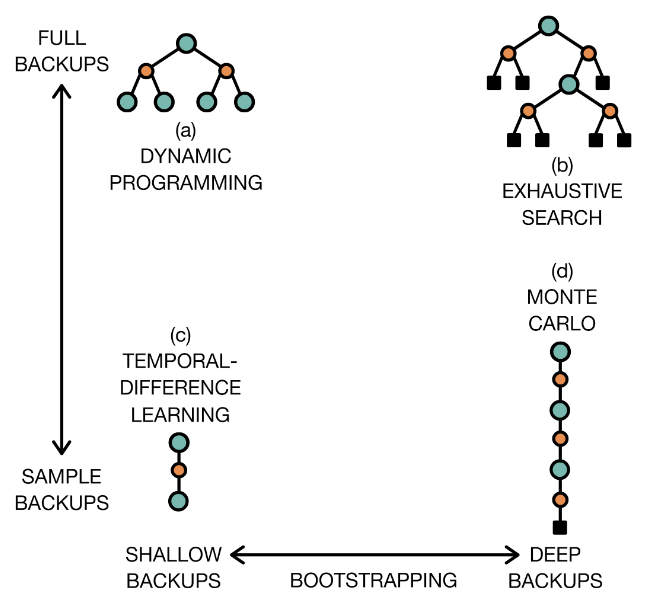 FULL
BACKUPS
(a)
DYNAMIC
PROGRAMMING
(b)
EXHAUSTIVE
SEARCH
(c)
TEMPORAL-
DIFFERENCE
LEARNING
(d)
MONTE
CARLO
SAMPLE
BACKUPS
SHALLOW
BACKUPS
BOOTSTRAPPING
DEEP
BACKUPS